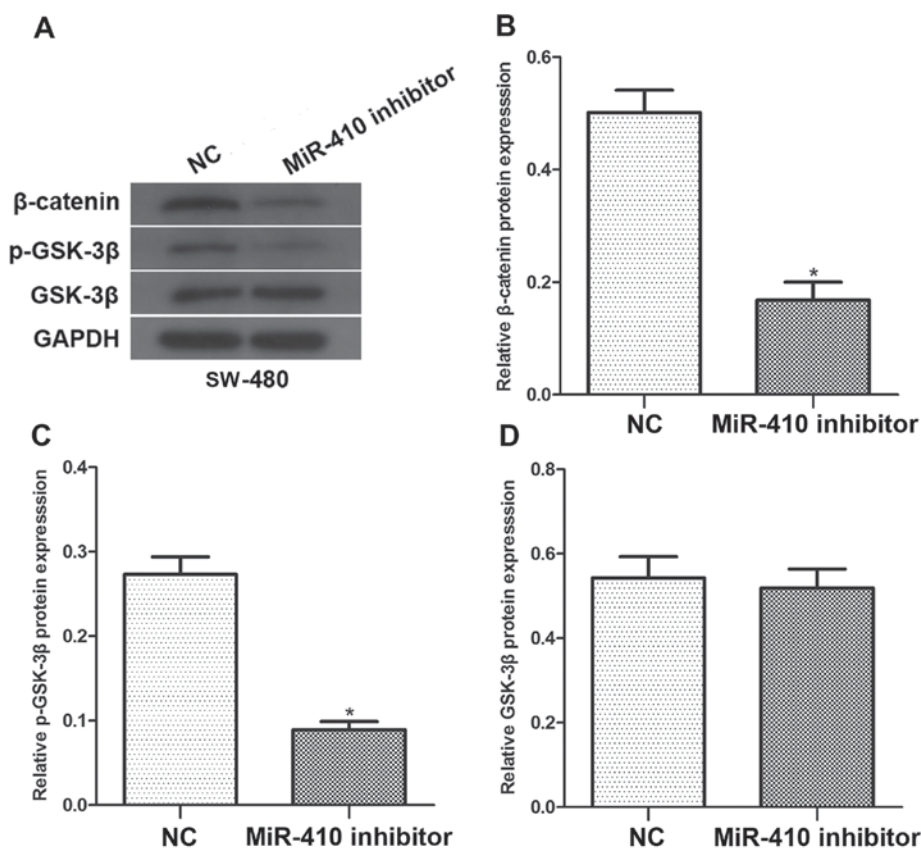 A
NC
MiR-410 inhibitor
β-catenin
p-GSK-3β
GSK-3β
GAPDH
SW-480
B
Relative β-catenin protein expresssion
0.6
0.4
0.2
0.0
*
NC
MiR-410 inhibitor
C
Relative p-GSK-3β protein expresssion
0.4
0.3
0.2
0.1
0.0
*
NC
MiR-410 inhibitor
D
Relative GSK-3β protein expresssion
0.8
0.6
0.4
0.2
0.0
NC
MiR-410 inhibitor